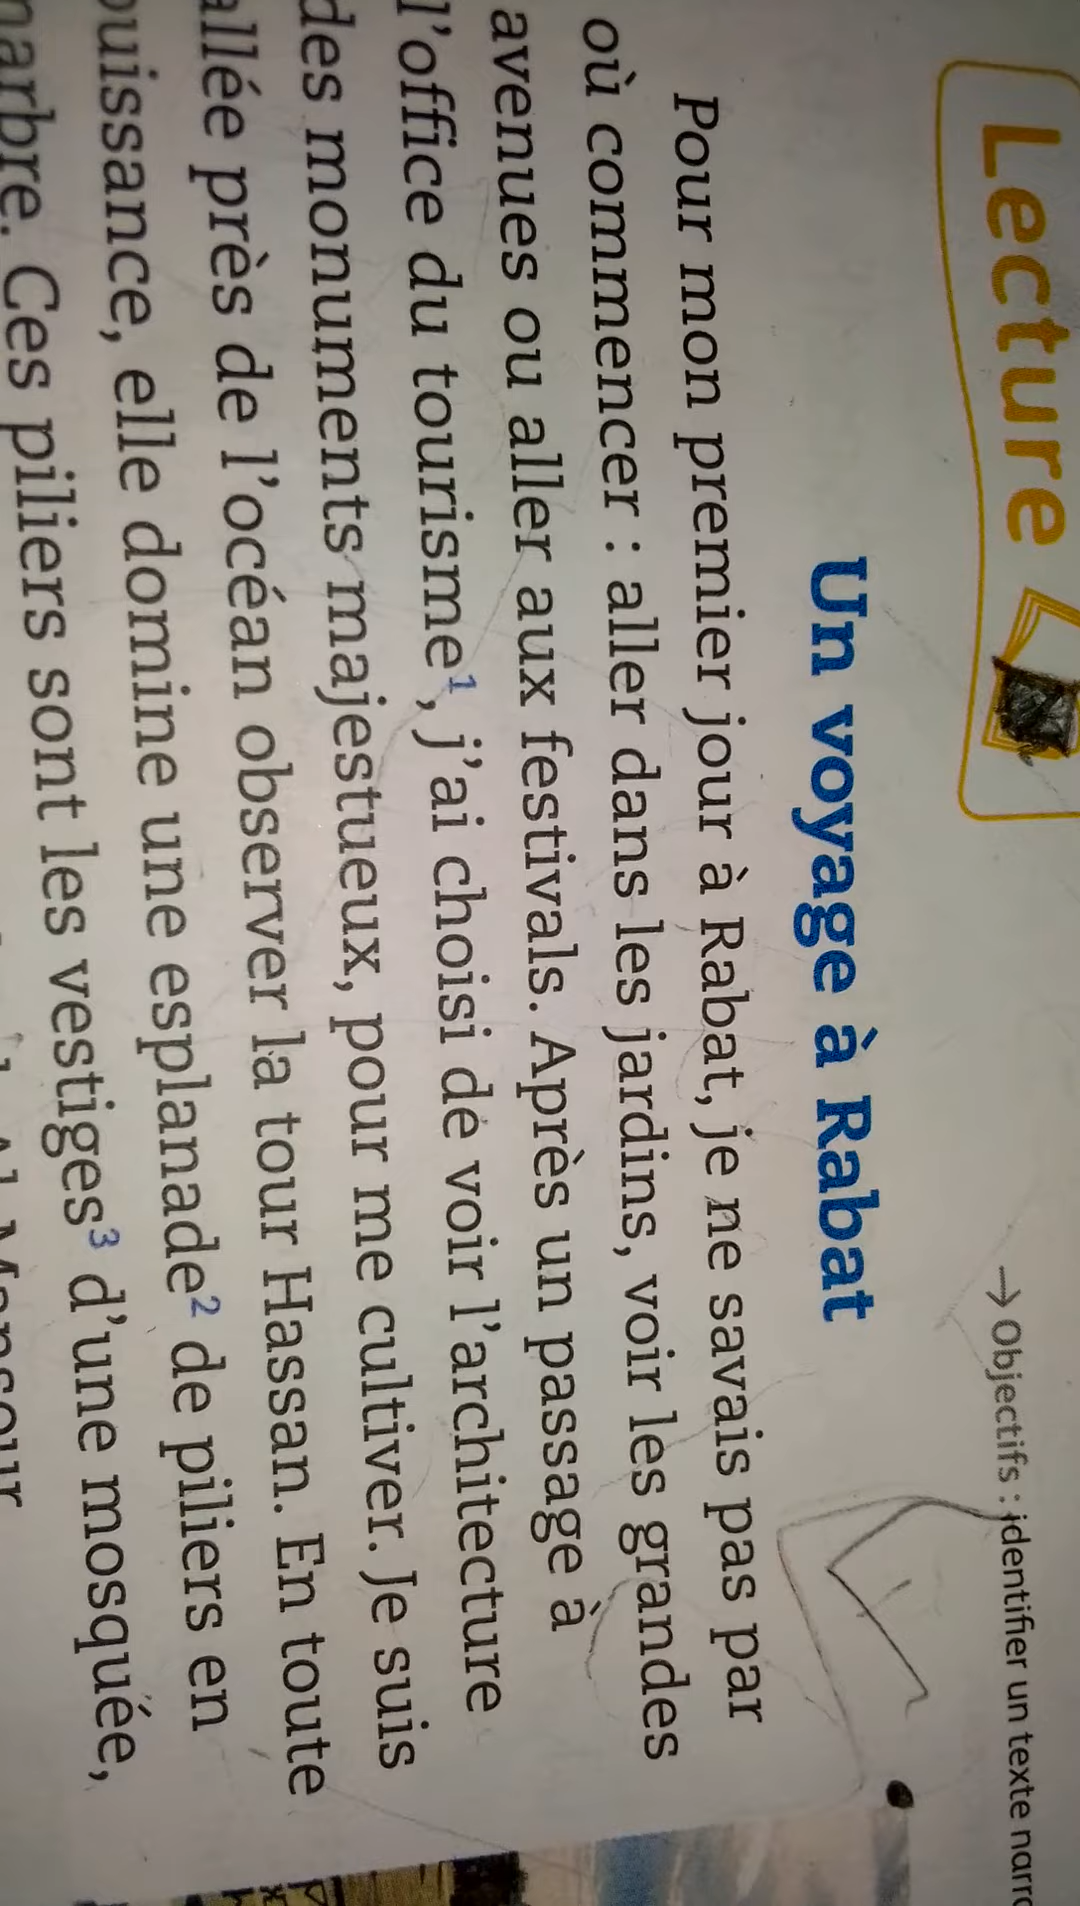 Lecture
→ Objectifs : identifier un texte narra
Un voyage à Rabat
Pour mon premier jour à Rabat, je ne savais pas par
où commencer : aller dans les jardins, voir les grandes
avenues ou aller aux festivals. Après un passage à
l'office du tourisme¹, j'ai choisi de voir l'architecture
des monuments majestueux, pour me cultiver. Je suis
allée près de l'océan observer la tour Hassan. En toute
puissance, elle domine une esplanade² de piliers en
marbre. Ces piliers sont les vestiges³ d'une mosquée,